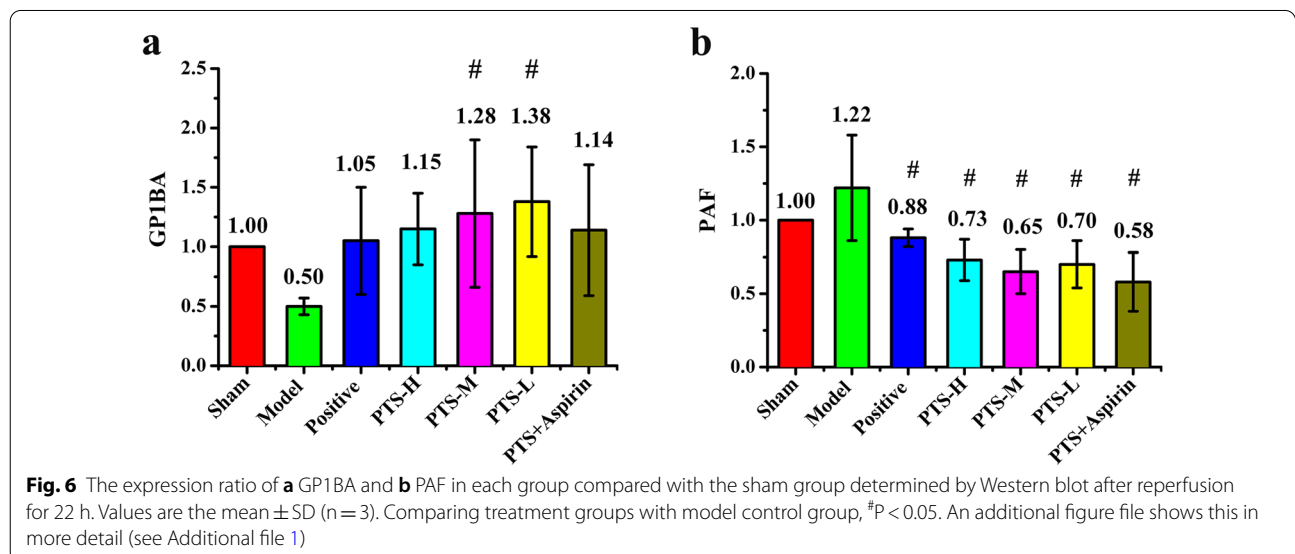 a
b
2.5
2.0
1.5
1.0
0.5
0.0
GP1BA
1.00
0.50
1.05
1.15
1.28
1.38
1.14
#
#
Sham
Model
Positive
PTS-H
PTS-M
PTS-L
PTS+Aspirin
2.0
1.5
1.0
0.5
0.0
PAF
1.00
1.22
0.88
0.73
0.65
0.70
0.58
#
#
#
#
#
Sham
Model
Positive
PTS-H
PTS-M
PTS-L
PTS+Aspirin
Fig. 6 The expression ratio of a GP1BA and b PAF in each group compared with the sham group determined by Western blot after reperfusion
for 22 h. Values are the mean ± SD (n = 3). Comparing treatment groups with model control group, #P < 0.05. An additional figure file shows this in
more detail (see Additional file 1)